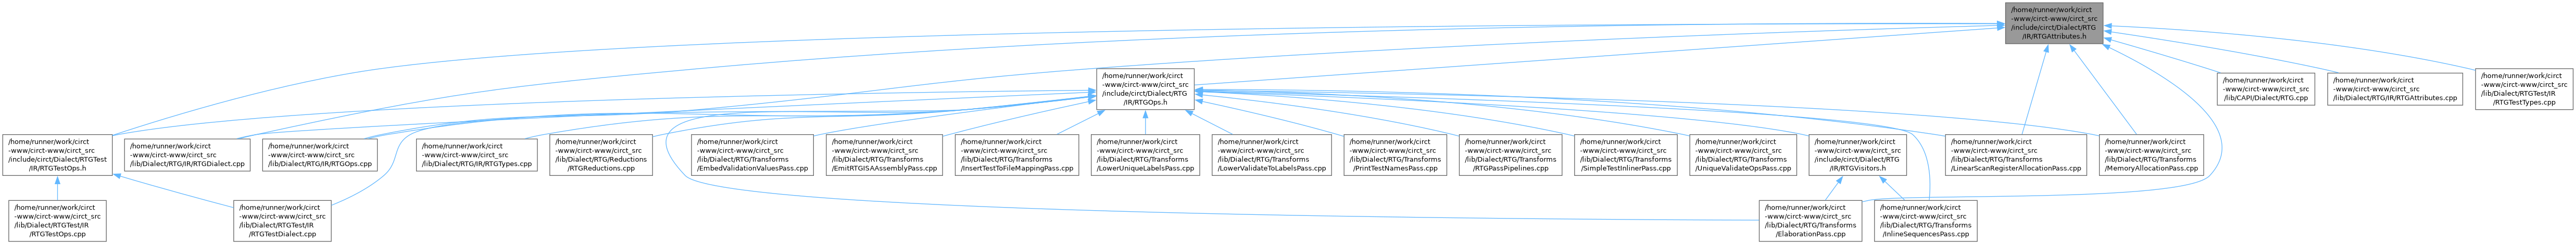 /home/runner/work/circt
-www/circt-www/circt_src
/include/circt/Dialect/RTG
/IR/RTGAttributes.h
/home/runner/work/circt
-www/circt-www/circt_src
/include/circt/Dialect/RTG
/IR/RTGOps.h
/home/runner/work/circt
-www/circt-www/circt_src
/lib/CAPI/Dialect/RTG.cpp
/home/runner/work/circt
-www/circt-www/circt_src
/lib/Dialect/RTG/IR/RTGAttributes.cpp
/home/runner/work/circt
-www/circt-www/circt_src
/lib/Dialect/RTGTest/IR
/RTGTestTypes.cpp
/home/runner/work/circt
-www/circt-www/circt_src
/include/circt/Dialect/RTGTest
/IR/RTGTestOps.h
/home/runner/work/circt
-www/circt-www/circt_src
/lib/Dialect/RTG/IR/RTGDialect.cpp
/home/runner/work/circt
-www/circt-www/circt_src
/lib/Dialect/RTG/IR/RTGOps.cpp
/home/runner/work/circt
-www/circt-www/circt_src
/lib/Dialect/RTG/IR/RTGTypes.cpp
/home/runner/work/circt
-www/circt-www/circt_src
/lib/Dialect/RTG/Reductions
/RTGReductions.cpp
/home/runner/work/circt
-www/circt-www/circt_src
/lib/Dialect/RTG/Transforms
/EmbedValidationValuesPass.cpp
/home/runner/work/circt
-www/circt-www/circt_src
/lib/Dialect/RTG/Transforms
/EmitRTGISAAssemblyPass.cpp
/home/runner/work/circt
-www/circt-www/circt_src
/lib/Dialect/RTG/Transforms
/InsertTestToFileMappingPass.cpp
/home/runner/work/circt
-www/circt-www/circt_src
/lib/Dialect/RTG/Transforms
/LowerUniqueLabelsPass.cpp
/home/runner/work/circt
-www/circt-www/circt_src
/lib/Dialect/RTG/Transforms
/LowerValidateToLabelsPass.cpp
/home/runner/work/circt
-www/circt-www/circt_src
/lib/Dialect/RTG/Transforms
/PrintTestNamesPass.cpp
/home/runner/work/circt
-www/circt-www/circt_src
/lib/Dialect/RTG/Transforms
/RTGPassPipelines.cpp
/home/runner/work/circt
-www/circt-www/circt_src
/lib/Dialect/RTG/Transforms
/SimpleTestInlinerPass.cpp
/home/runner/work/circt
-www/circt-www/circt_src
/lib/Dialect/RTG/Transforms
/UniqueValidateOpsPass.cpp
/home/runner/work/circt
-www/circt-www/circt_src
/include/circt/Dialect/RTG
/IR/RTGVisitors.h
/home/runner/work/circt
-www/circt-www/circt_src
/lib/Dialect/RTG/Transforms
/LinearScanRegisterAllocationPass.cpp
/home/runner/work/circt
-www/circt-www/circt_src
/lib/Dialect/RTG/Transforms
/MemoryAllocationPass.cpp
/home/runner/work/circt
-www/circt-www/circt_src
/lib/Dialect/RTGTest/IR
/RTGTestOps.cpp
/home/runner/work/circt
-www/circt-www/circt_src
/lib/Dialect/RTGTest/IR
/RTGTestDialect.cpp
/home/runner/work/circt
-www/circt-www/circt_src
/lib/Dialect/RTG/Transforms
/ElaborationPass.cpp
/home/runner/work/circt
-www/circt-www/circt_src
/lib/Dialect/RTG/Transforms
/InlineSequencesPass.cpp